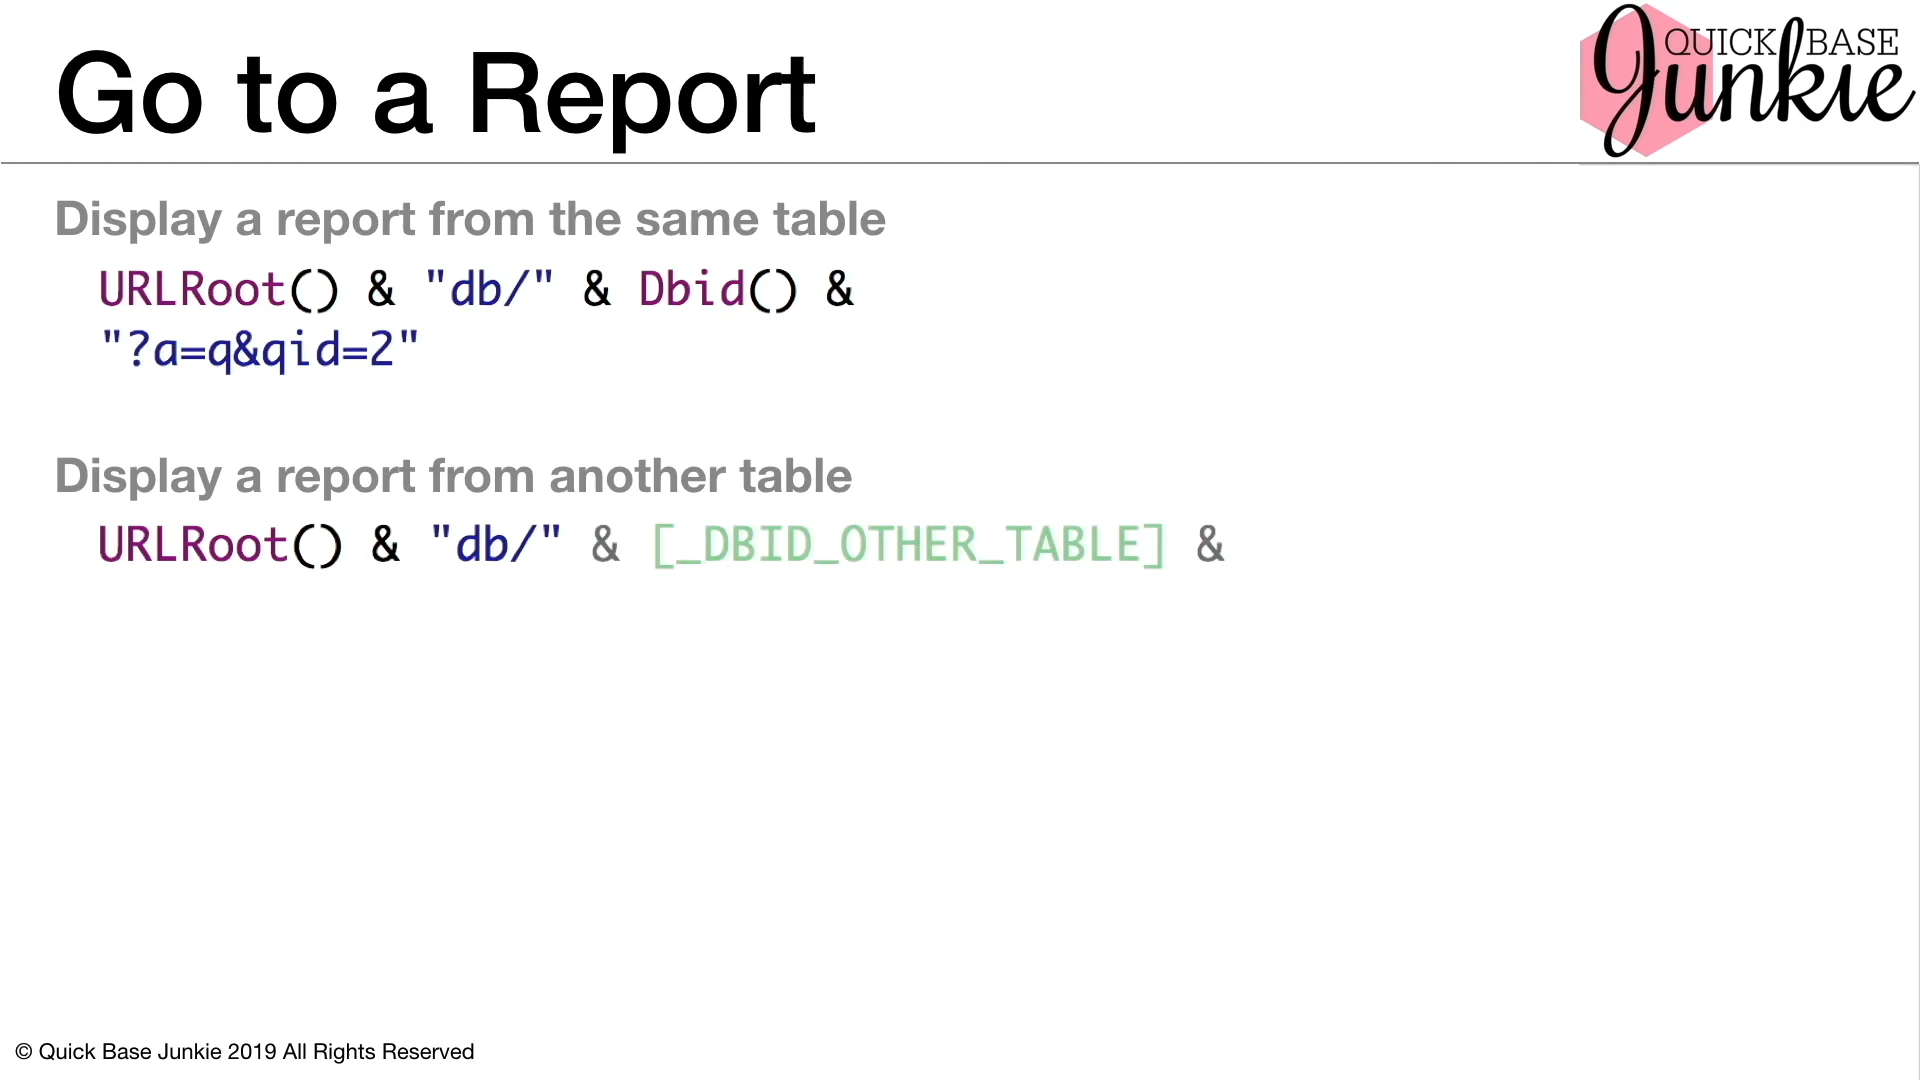 Go to a Report
QUICK BASE
Junkie
Display a report from the same table
URLRoot() & "db/" & Dbid() &
"?a=q&qid=2"
Display a report from another table
URLRoot() & "db/" & [_DBID_OTHER_TABLE] &
© Quick Base Junkie 2019 All Rights Reserved